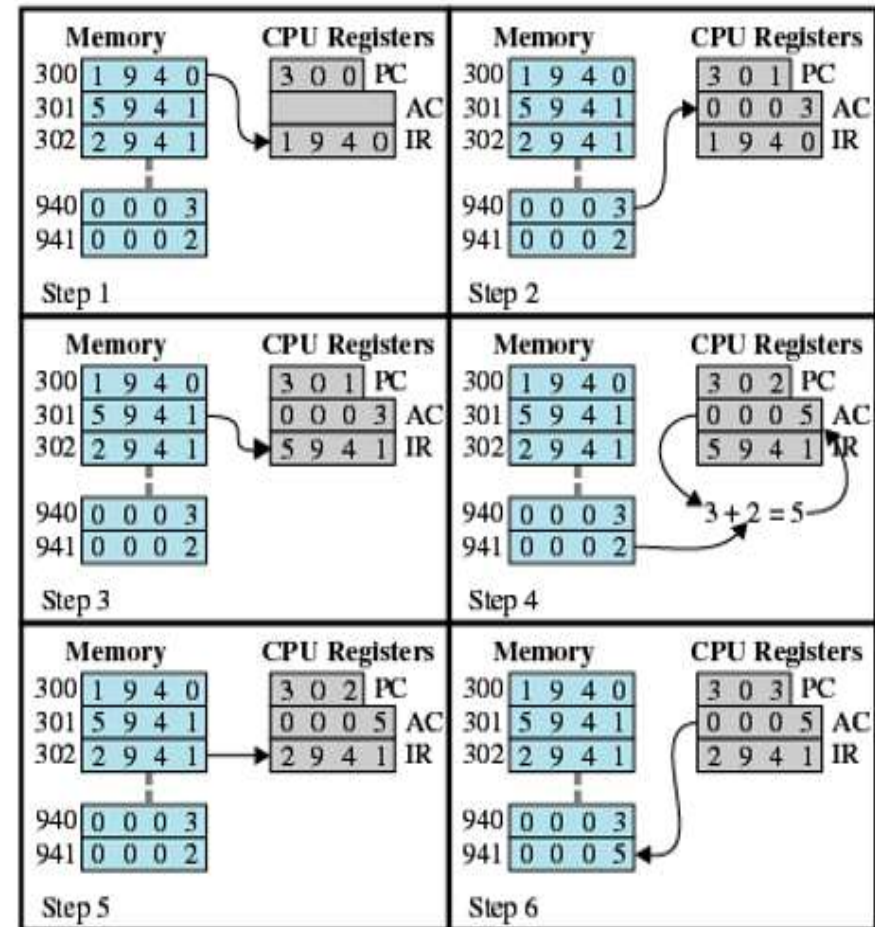 Memory CPU Registers
300 1 9 4 0 3 0 0 PC
301 5 9 4 1 AC
302 2 9 4 1 1 9 4 0 IR
940 0 0 0 3
941 0 0 0 2
Step 1
Memory CPU Registers
300 1 9 4 0 3 0 1 PC
301 5 9 4 1 0 0 0 3 AC
302 2 9 4 1 1 9 4 0 IR
940 0 0 0 3
941 0 0 0 2
Step 2
Memory CPU Registers
300 1 9 4 0 3 0 1 PC
301 5 9 4 1 0 0 0 3 AC
302 2 9 4 1 5 9 4 1 IR
940 0 0 0 3
941 0 0 0 2
Step 3
Memory CPU Registers
300 1 9 4 0 3 0 2 PC
301 5 9 4 1 0 0 0 5 AC
302 2 9 4 1 5 9 4 1 IR
940 0 0 0 3 3 + 2 = 5
941 0 0 0 2
Step 4
Memory CPU Registers
300 1 9 4 0 3 0 2 PC
301 5 9 4 1 0 0 0 5 AC
302 2 9 4 1 2 9 4 1 IR
940 0 0 0 3
941 0 0 0 2
Step 5
Memory CPU Registers
300 1 9 4 0 3 0 3 PC
301 5 9 4 1 0 0 0 5 AC
302 2 9 4 1 2 9 4 1 IR
940 0 0 0 3
941 0 0 0 5
Step 6